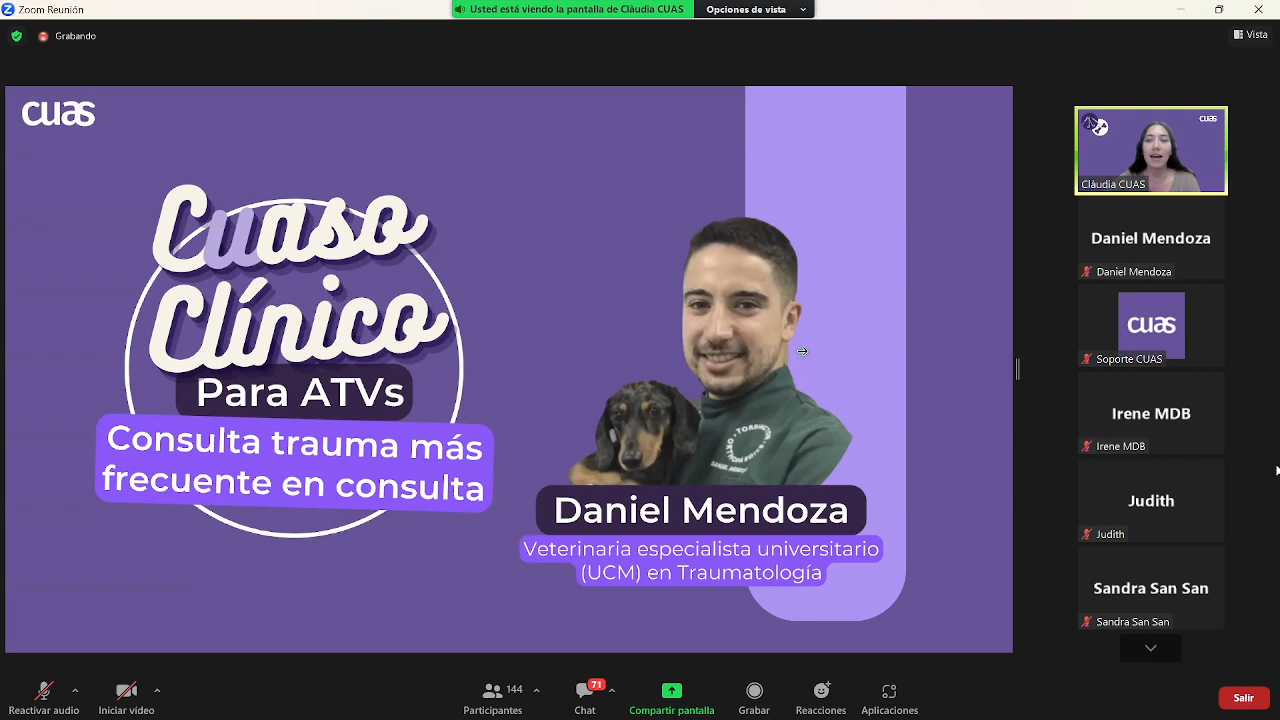 Zoom Reunión
Usted está viendo la pantalla de Clàudia CUAS
Opciones de vista
Grabando
Vista
cuas
Cuaso
Clínico
Para ATVs
Consulta trauma más
frecuente en consulta
Daniel Mendoza
Veterinaria especialista universitario
(UCM) en Traumatología
cuas
Clàudia CUAS
Daniel Mendoza
Daniel Mendoza
cuas
Soporte CUAS
Irene MDB
Irene MDB
Judith
Judith
Sandra San San
Sandra San San
Reactivar audio
Iniciar vídeo
144
Participantes
71
Chat
Compartir pantalla
Grabar
Reacciones
Aplicaciones
Salir